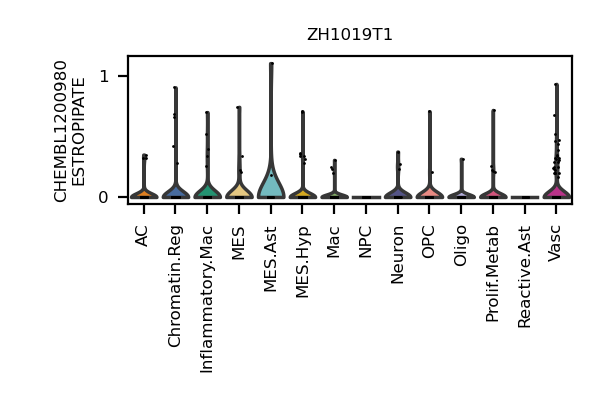 ZH1019T1
CHEMBL1200980
ESTROPIPATE
1
0
AC
Chromatin.Reg
Inflammatory.Mac
MES
MES.Ast
MES.Hyp
Mac
NPC
Neuron
OPC
Oligo
Prolif.Metab
Reactive.Ast
Vasc